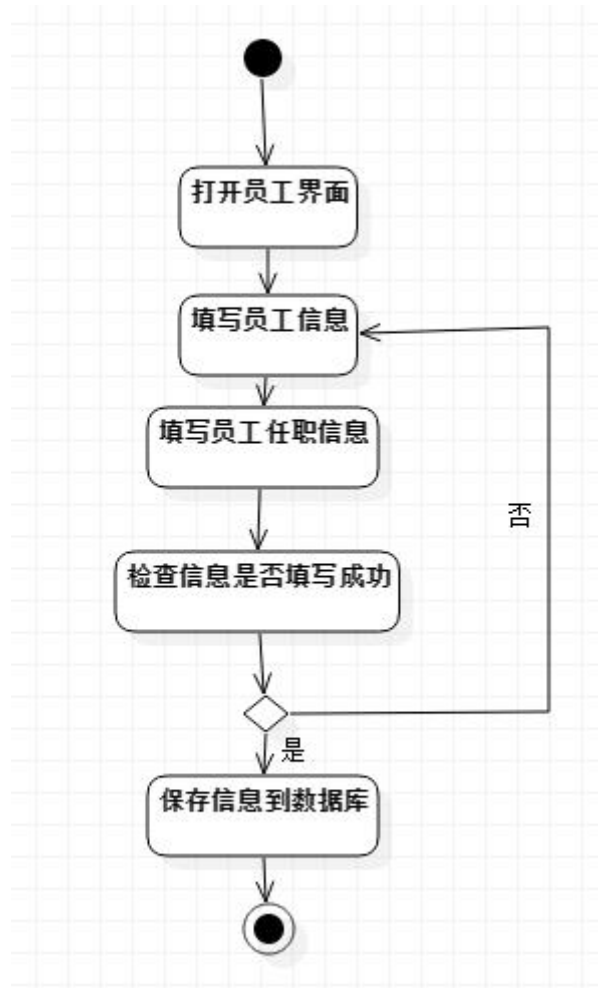 打开员工界面
填写员工信息
填写员工任职信息
否
检查信息是否填写成功
是
保存信息到数据库